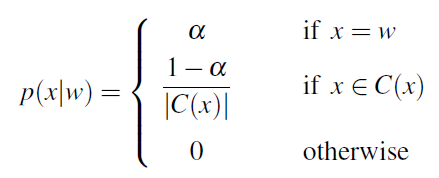 p(x|w) = { α if x = w
1 − α / |C(x)| if x ∈ C(x)
0 otherwise